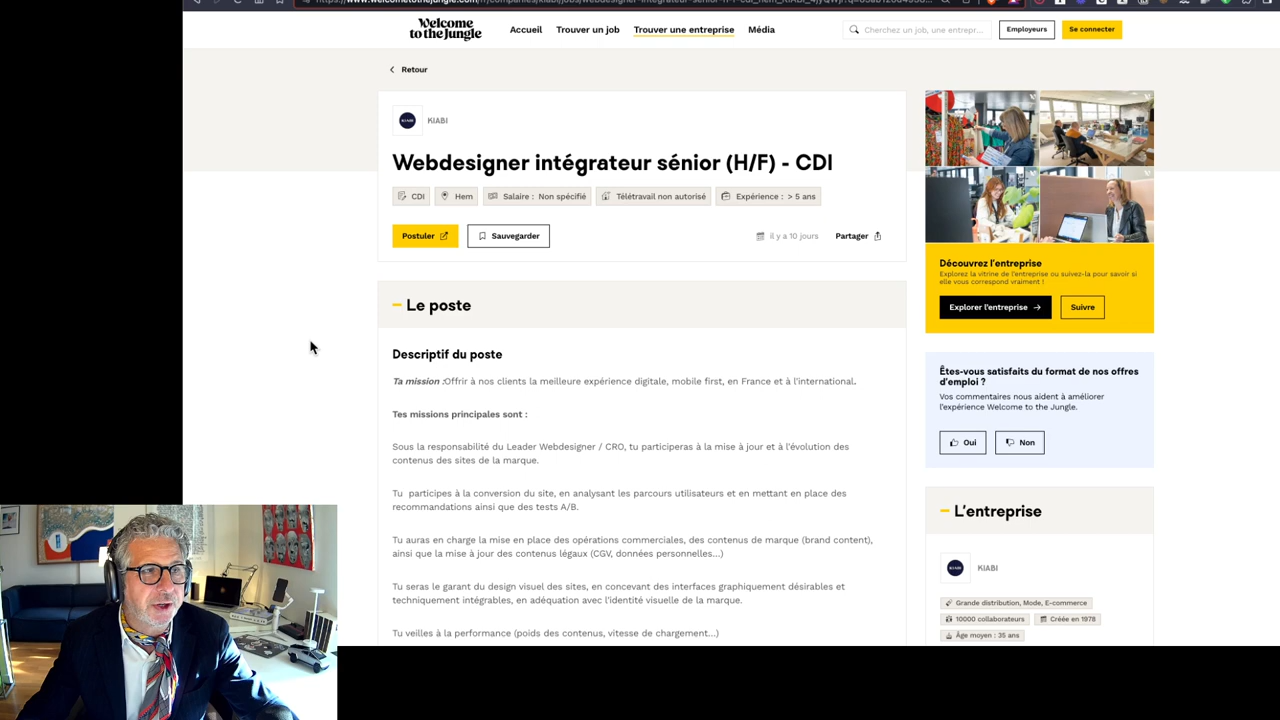 Welcome
to the Jungle
Accueil
Trouver un job
Trouver une entreprise
Média
Cherchez un job, une entrepr...
Employeurs
Se connecter
Retour
KIABI
KIABI
Webdesigner intégrateur sénior (H/F) - CDI
CDI
Hem
Salaire : Non spécifié
Télétravail non autorisé
Expérience : > 5 ans
Postuler
Sauvegarder
il y a 10 jours
Partager
Le poste
Descriptif du poste
Ta mission :Offrir à nos clients la meilleure expérience digitale, mobile first, en France et à l'international.
Tes missions principales sont :
Sous la responsabilité du Leader Webdesigner / CRO, tu participeras à la mise à jour et à l'évolution des
contenus des sites de la marque.
Tu participes à la conversion du site, en analysant les parcours utilisateurs et en mettant en place des
recommandations ainsi que des tests A/B.
Tu auras en charge la mise en place des opérations commerciales, des contenus de marque (brand content),
ainsi que la mise à jour des contenus légaux (CGV, données personnelles...)
Tu seras le garant du design visuel des sites, en concevant des interfaces graphiquement désirables et
techniquement intégrables, en adéquation avec l'identité visuelle de la marque.
Tu veilles à la performance (poids des contenus, vitesse de chargement...)
Découvrez l'entreprise
Explorez la vitrine de l'entreprise ou suivez-la pour savoir si
elle vous correspond vraiment !
Explorer l'entreprise
Suivre
Êtes-vous satisfaits du format de nos offres
d'emploi ?
Vos commentaires nous aident à améliorer
l'expérience Welcome to the Jungle.
Oui
Non
L'entreprise
KIABI
KIABI
Grande distribution, Mode, E-commerce
10000 collaborateurs
Créée en 1978
Âge moyen : 35 ans